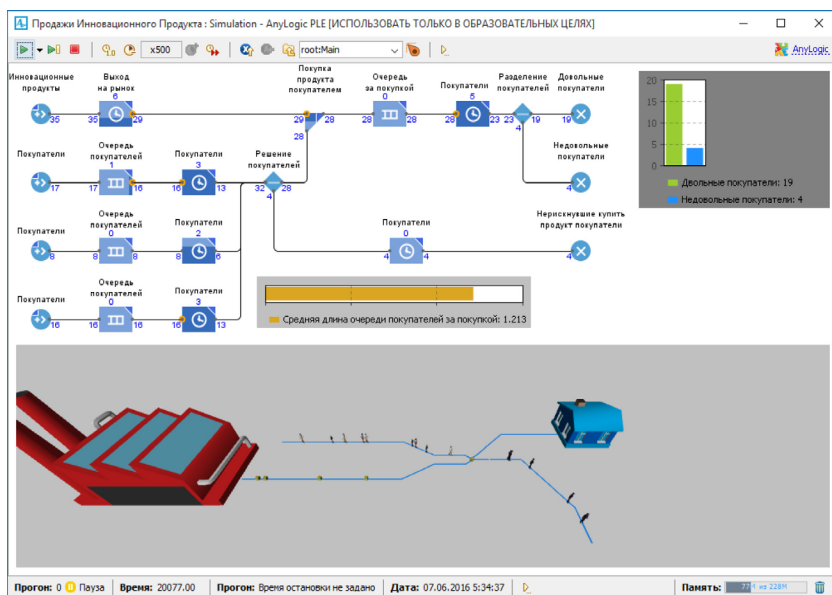 Продажи Инновационного Продукта : Simulation - AnyLogic PLE [ИСПОЛЬЗОВАТЬ ТОЛЬКО В ОБРАЗОВАТЕЛЬНЫХ ЦЕЛЯХ]
x500 root:Main AnyLogic
Инновационные продукты
35
Выход на рынок
6
35 29
Покупка продукта покупателем
29 28
28
Очередь за покупкой
0
28 28
Покупатели
5
28 23
Разделение покупателей
23 19
4
Довольные покупатели
19
Недовольные покупатели
4
Покупатели
17
Очередь покупателей
1
17 16
Покупатели
3
16 13
Решение покупателей
32 28
4
Покупатели
0
4 4
Нерискнувшие купить продукт покупатели
4
Покупатели
8
Очередь покупателей
0
8 8
Покупатели
2
8 6
Покупатели
16
Очередь покупателей
0
16 16
Покупатели
3
16 13
20
15
10
5
0
Двольные покупатели: 19
Недовольные покупатели: 4
Средняя длина очереди покупателей за покупкой: 1.213
Прогон: 0 Пауза Время: 20077.00 Прогон: Время остановки не задано Дата: 07.06.2016 5:34:37 Память: 77M из 228M